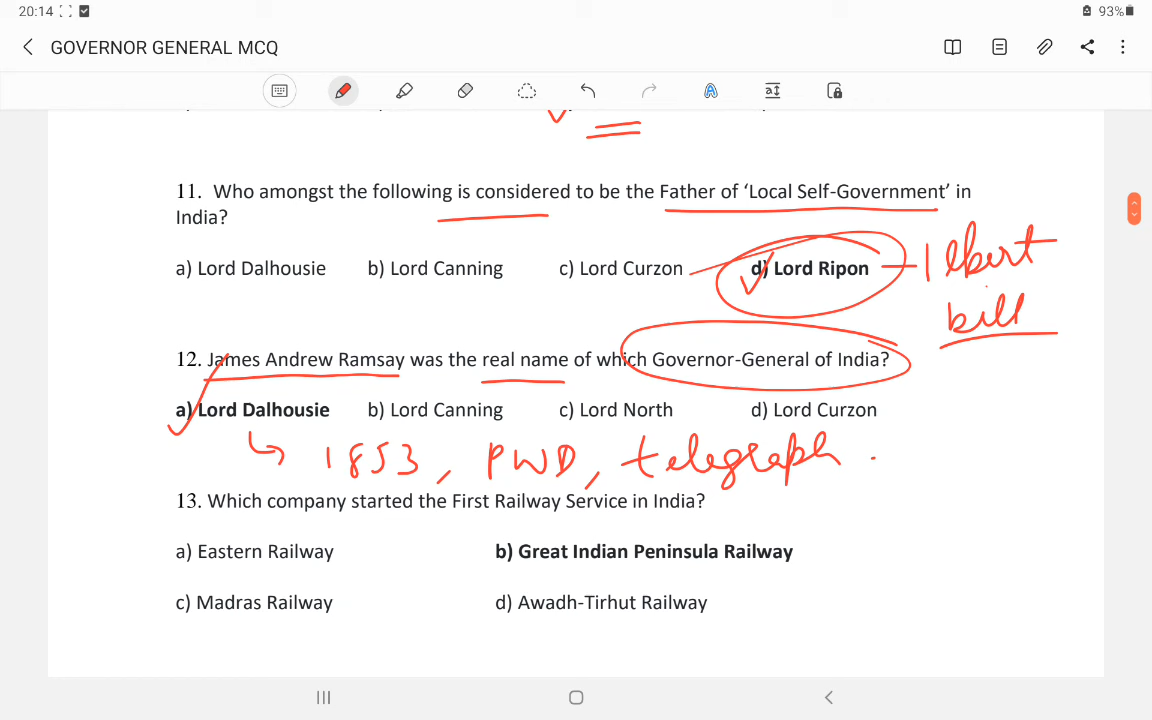 20:14 93%
GOVERNOR GENERAL MCQ
11. Who amongst the following is considered to be the Father of ‘Local Self-Government’ in
India?
a) Lord Dalhousie b) Lord Canning c) Lord Curzon d) Lord Ripon Ilbert
bill
12. James Andrew Ramsay was the real name of which Governor-General of India?
a) Lord Dalhousie b) Lord Canning c) Lord North d) Lord Curzon
1853, PWD, telegraph.
13. Which company started the First Railway Service in India?
a) Eastern Railway b) Great Indian Peninsula Railway
c) Madras Railway d) Awadh-Tirhut Railway